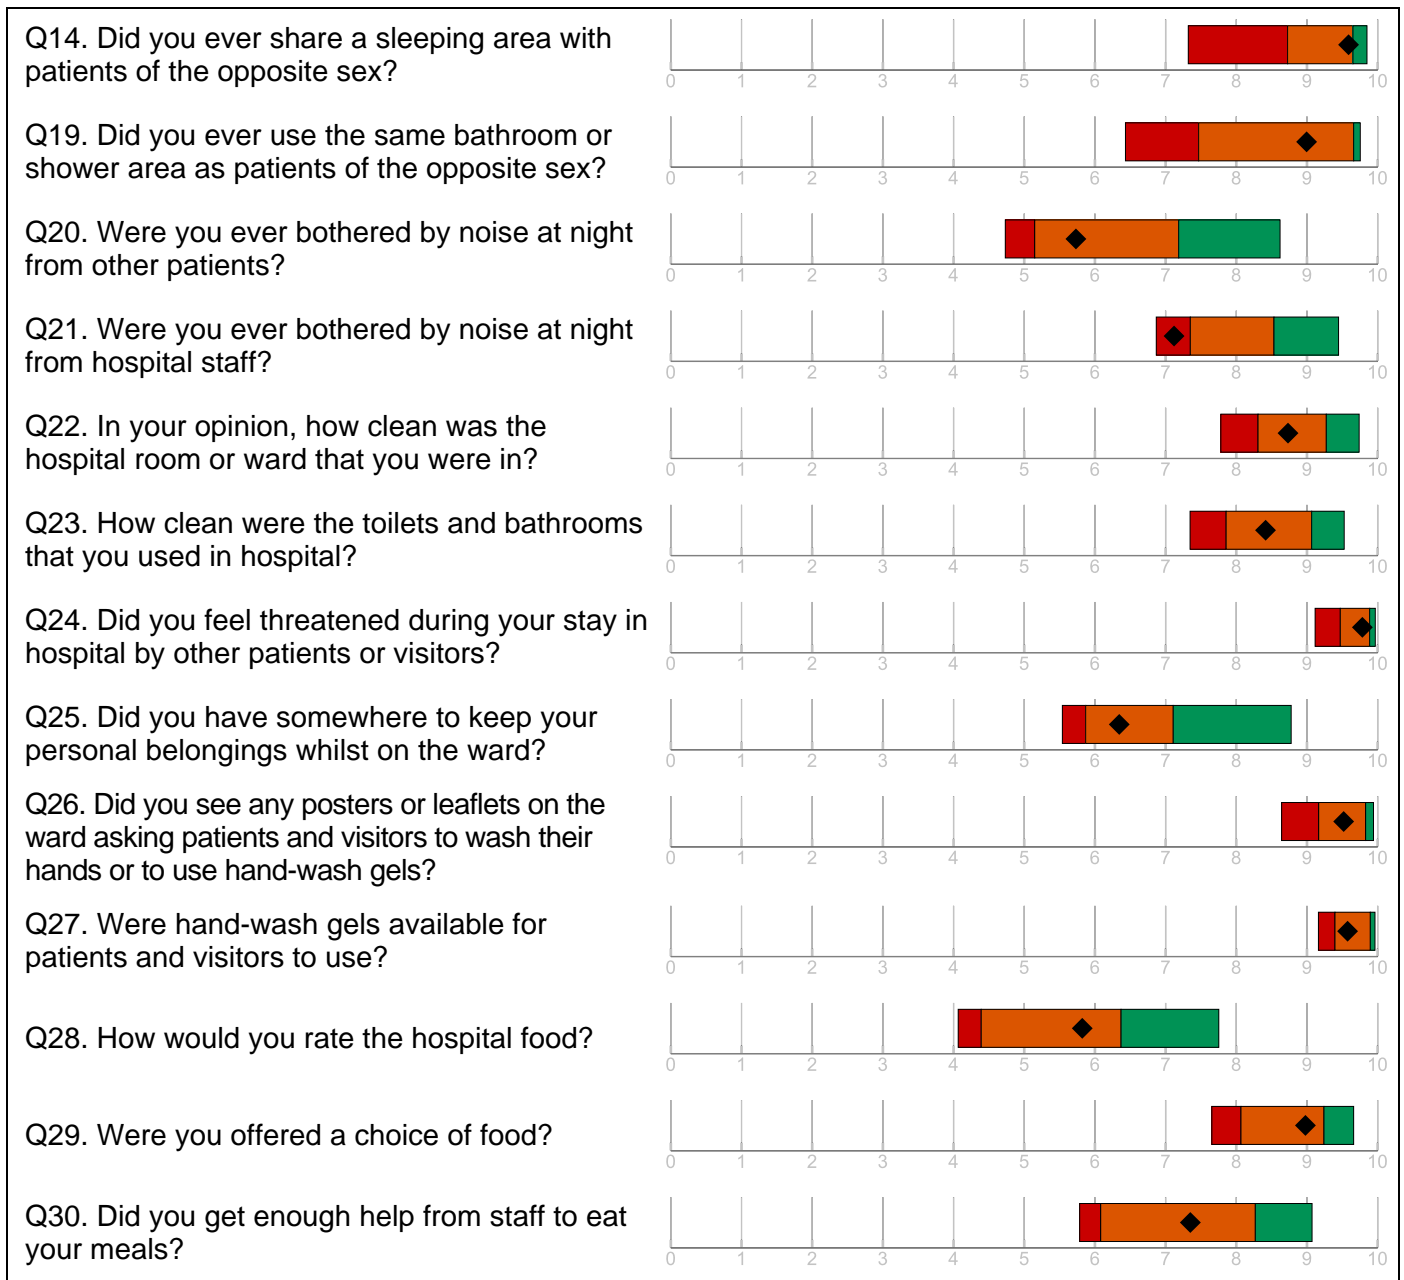 Q14. Did you ever share a sleeping area with
patients of the opposite sex?
0 1 2 3 4 5 6 7 8 9 10
Q19. Did you ever use the same bathroom or
shower area as patients of the opposite sex?
0 1 2 3 4 5 6 7 8 9 10
Q20. Were you ever bothered by noise at night
from other patients?
0 1 2 3 4 5 6 7 8 9 10
Q21. Were you ever bothered by noise at night
from hospital staff?
0 1 2 3 4 5 6 7 8 9 10
Q22. In your opinion, how clean was the
hospital room or ward that you were in?
0 1 2 3 4 5 6 7 8 9 10
Q23. How clean were the toilets and bathrooms
that you used in hospital?
0 1 2 3 4 5 6 7 8 9 10
Q24. Did you feel threatened during your stay in
hospital by other patients or visitors?
0 1 2 3 4 5 6 7 8 9 10
Q25. Did you have somewhere to keep your
personal belongings whilst on the ward?
0 1 2 3 4 5 6 7 8 9 10
Q26. Did you see any posters or leaflets on the
ward asking patients and visitors to wash their
hands or to use hand-wash gels?
0 1 2 3 4 5 6 7 8 9 10
Q27. Were hand-wash gels available for
patients and visitors to use?
0 1 2 3 4 5 6 7 8 9 10
Q28. How would you rate the hospital food?
0 1 2 3 4 5 6 7 8 9 10
Q29. Were you offered a choice of food?
0 1 2 3 4 5 6 7 8 9 10
Q30. Did you get enough help from staff to eat
your meals?
0 1 2 3 4 5 6 7 8 9 10